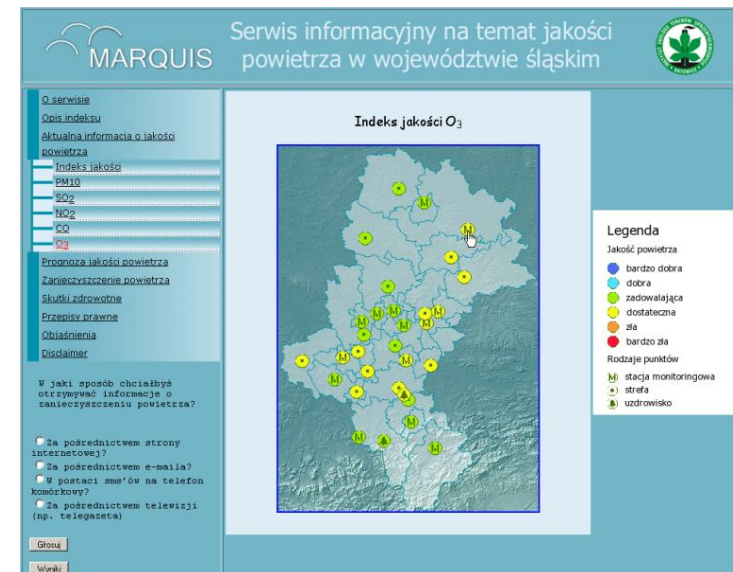 MARQUIS
Serwis informacyjny na temat jakości
powietrza w województwie śląskim
O serwisie
Opis indeksu
Aktualna informacja o jakości
powietrza
Indeks jakości
PM10
SO2
NO2
CO
O3
Prognoza jakości powietrza
Zanieczyszczenie powietrza
Skutki zdrowotne
Przepisy prawne
Objaśnienia
Disclaimer
W jaki sposób chciałbyś
otrzymywać informacje o
zanieczyszczeniu powietrza?
Za pośrednictwem strony
internetowej?
Za pośrednictwem e-maila?
W postaci sms'ów na telefon
komórkowy?
Za pośrednictwem telewizji
(np. telegazeta)
Głosuj
Wyniki
Indeks jakości O3
M
M
M
M
M
M
M
M
M
M
M
M
M
M
Legenda
Jakość powietrza
bardzo dobra
dobra
zadowalająca
dostateczna
zła
bardzo zła
Rodzaje punktów
M stacja monitoringowa
strefa
uzdrowisko